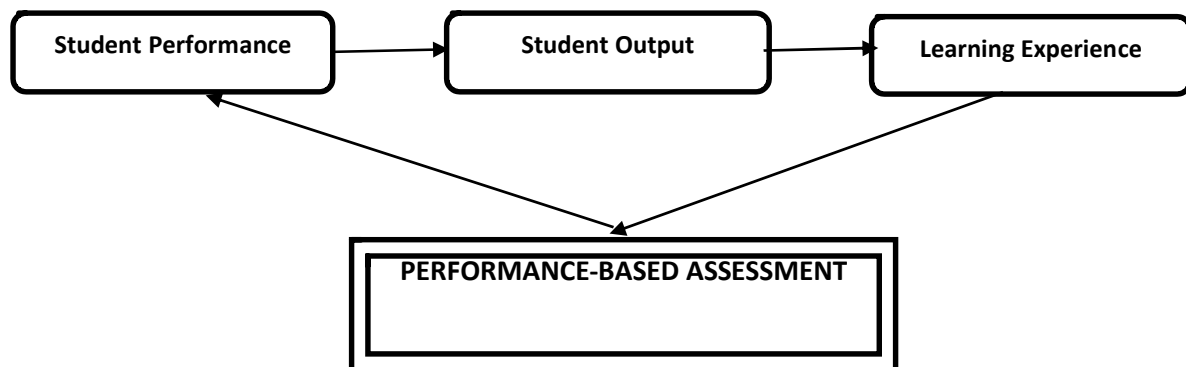 Student Performance
Student Output
Learning Experience
PERFORMANCE-BASED ASSESSMENT